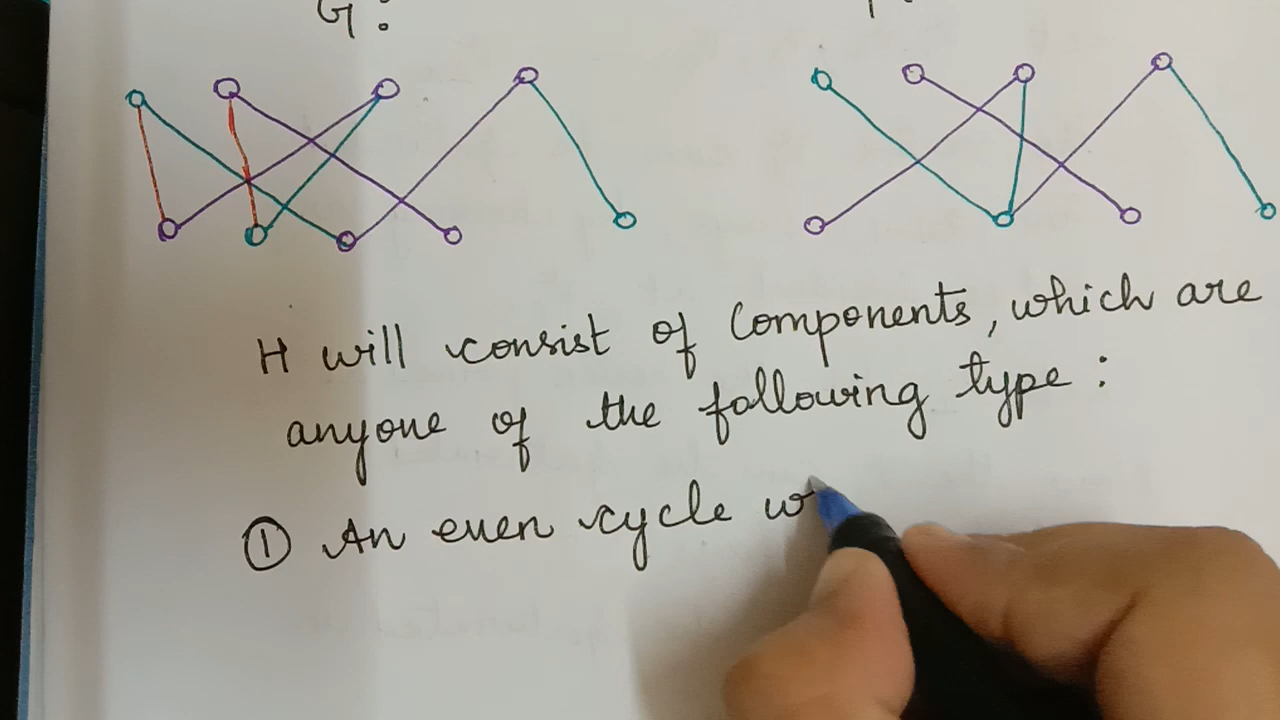 G:
H will consist of components, which are
anyone of the following type:
① An even cycle w